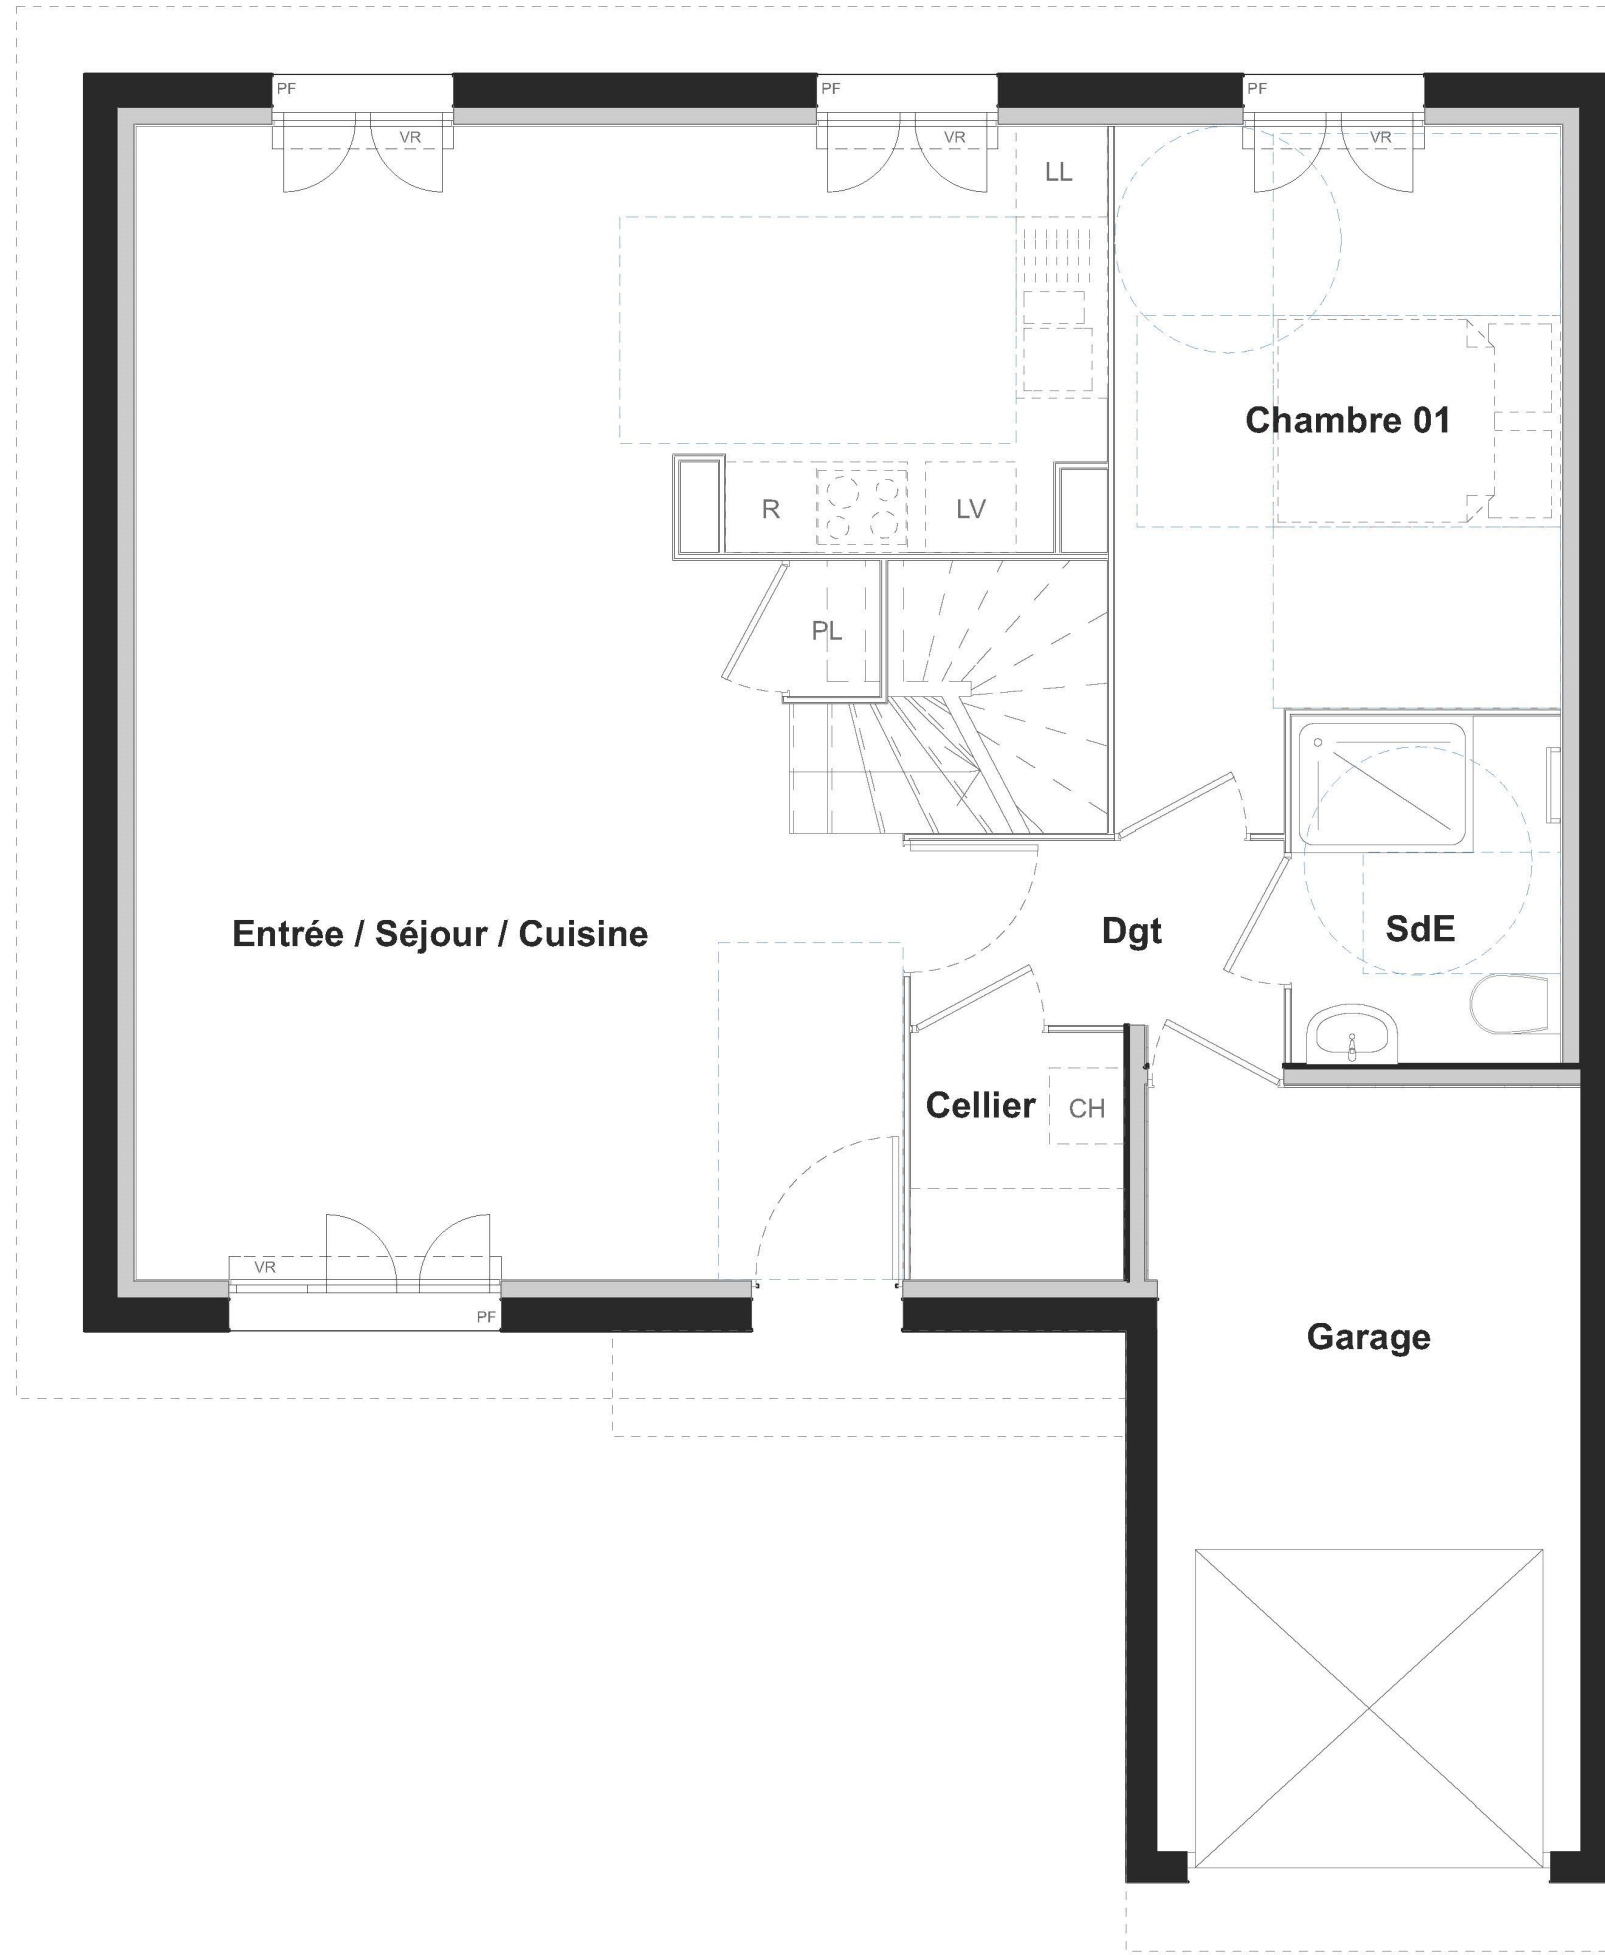 PF
PF
PF
VR
VR
VR
LL
Chambre 01
R
LV
PL
Entrée / Séjour / Cuisine
Dgt
SdE
Cellier
CH
VR
PF
Garage